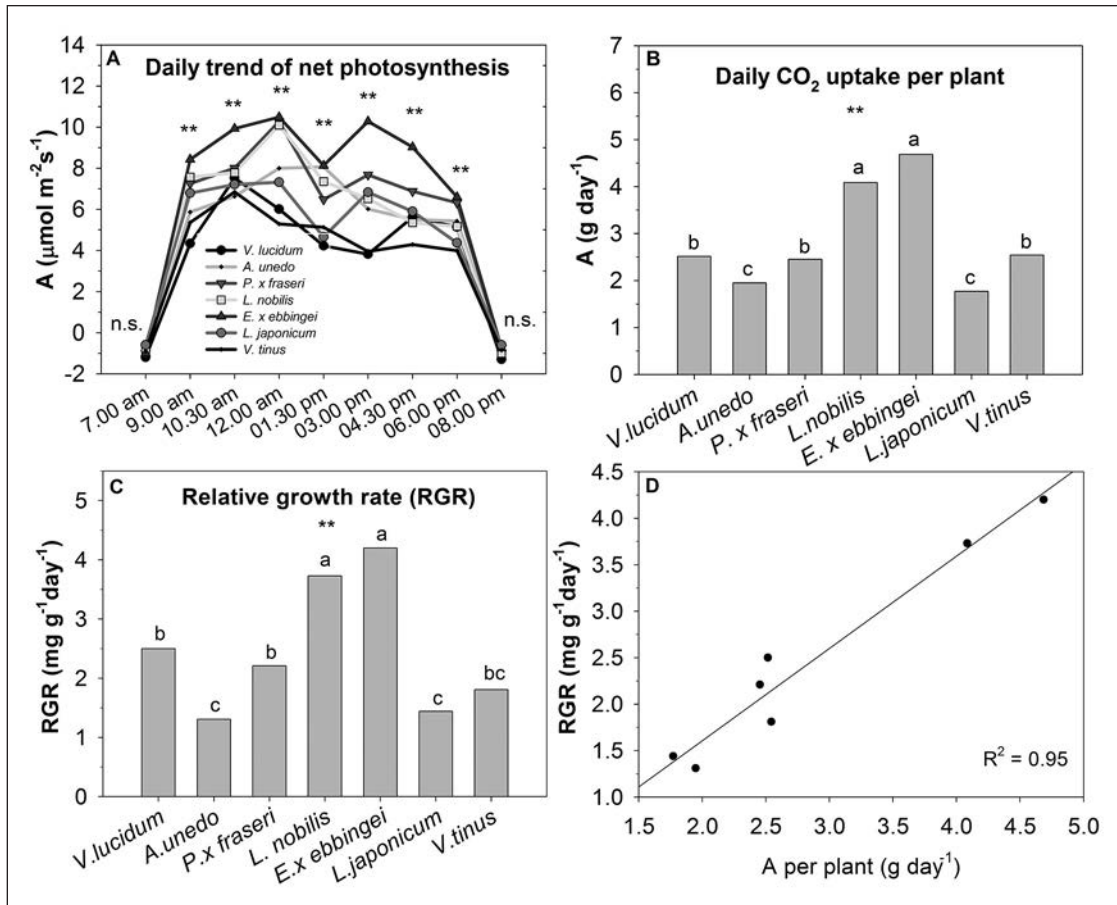 A
Daily trend of net photosynthesis
A (μmol m⁻²s⁻¹)
14
12
10
8
6
4
2
0
-2
**
**
**
**
**
**
**
n.s.
n.s.
V. lucidum
A. unedo
P. x fraseri
L. nobilis
E. x ebbingei
L. japonicum
V. tinus
7.00 am
9.00 am
10.30 am
12.00 am
01.30 pm
03.00 pm
04.30 pm
06.00 pm
08.00 pm
B
Daily CO₂ uptake per plant
A (g day⁻¹)
7
6
5
4
3
2
1
0
**
b
c
b
a
a
c
b
V.lucidum
A.unedo
P. x fraseri
L.nobilis
E. x ebbingei
L.japonicum
V.tinus
C
Relative growth rate (RGR)
RGR (mg g⁻¹day⁻¹)
5
4
3
2
1
0
**
b
c
b
a
a
c
bc
V.lucidum
A.unedo
P.x fraseri
L. nobilis
E.x ebbingei
L.japonicum
V.tinus
D
RGR (mg g⁻¹day⁻¹)
4.5
4.0
3.5
3.0
2.5
2.0
1.5
1.0
R² = 0.95
1.5 2.0 2.5 3.0 3.5 4.0 4.5 5.0
A per plant (g day⁻¹)